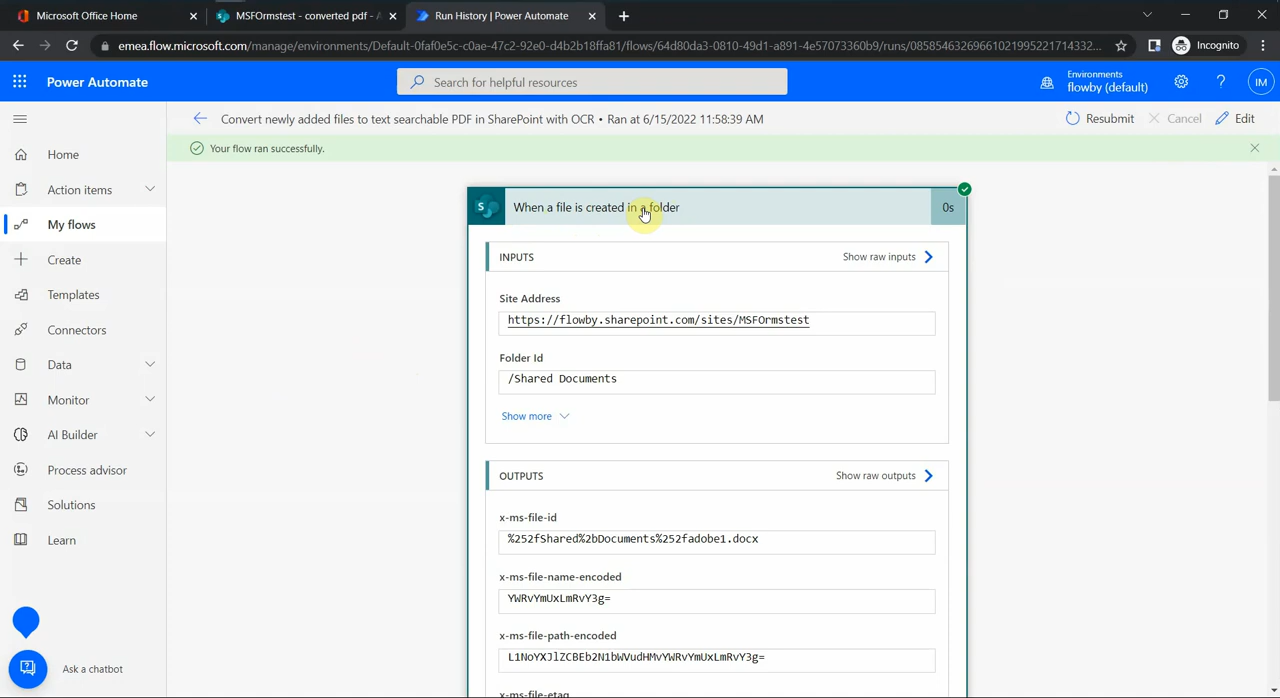 Microsoft Office Home
MSFOrmstest - converted pdf - A
Run History | Power Automate
emea.flow.microsoft.com/manage/environments/Default-0faf0e5c-c0ae-47c2-92e0-d4b2b18ffa81/flows/64d80da3-0810-49d1-a891-4e57073360b9/runs/08585463269661021995221714332...
Incognito
Power Automate
Search for helpful resources
Environments
flowby (default)
IM
Convert newly added files to text searchable PDF in SharePoint with OCR • Ran at 6/15/2022 11:58:39 AM
Resubmit
Cancel
Edit
Your flow ran successfully.
Home
Action items
My flows
Create
Templates
Connectors
Data
Monitor
AI Builder
Process advisor
Solutions
Learn
Ask a chatbot
S
When a file is created in a folder
0s
INPUTS
Show raw inputs
Site Address
https://flowby.sharepoint.com/sites/MSFOrmstest
Folder Id
/Shared Documents
Show more
OUTPUTS
Show raw outputs
x-ms-file-id
%252fShared%2bDocuments%252fadobe1.docx
x-ms-file-name-encoded
YWRvYmUxLmRvY3g=
x-ms-file-path-encoded
L1NoYXJlZCBEb2N1bWVudHMvYWRvYmUxLmRvY3g=
x-ms-file-etag